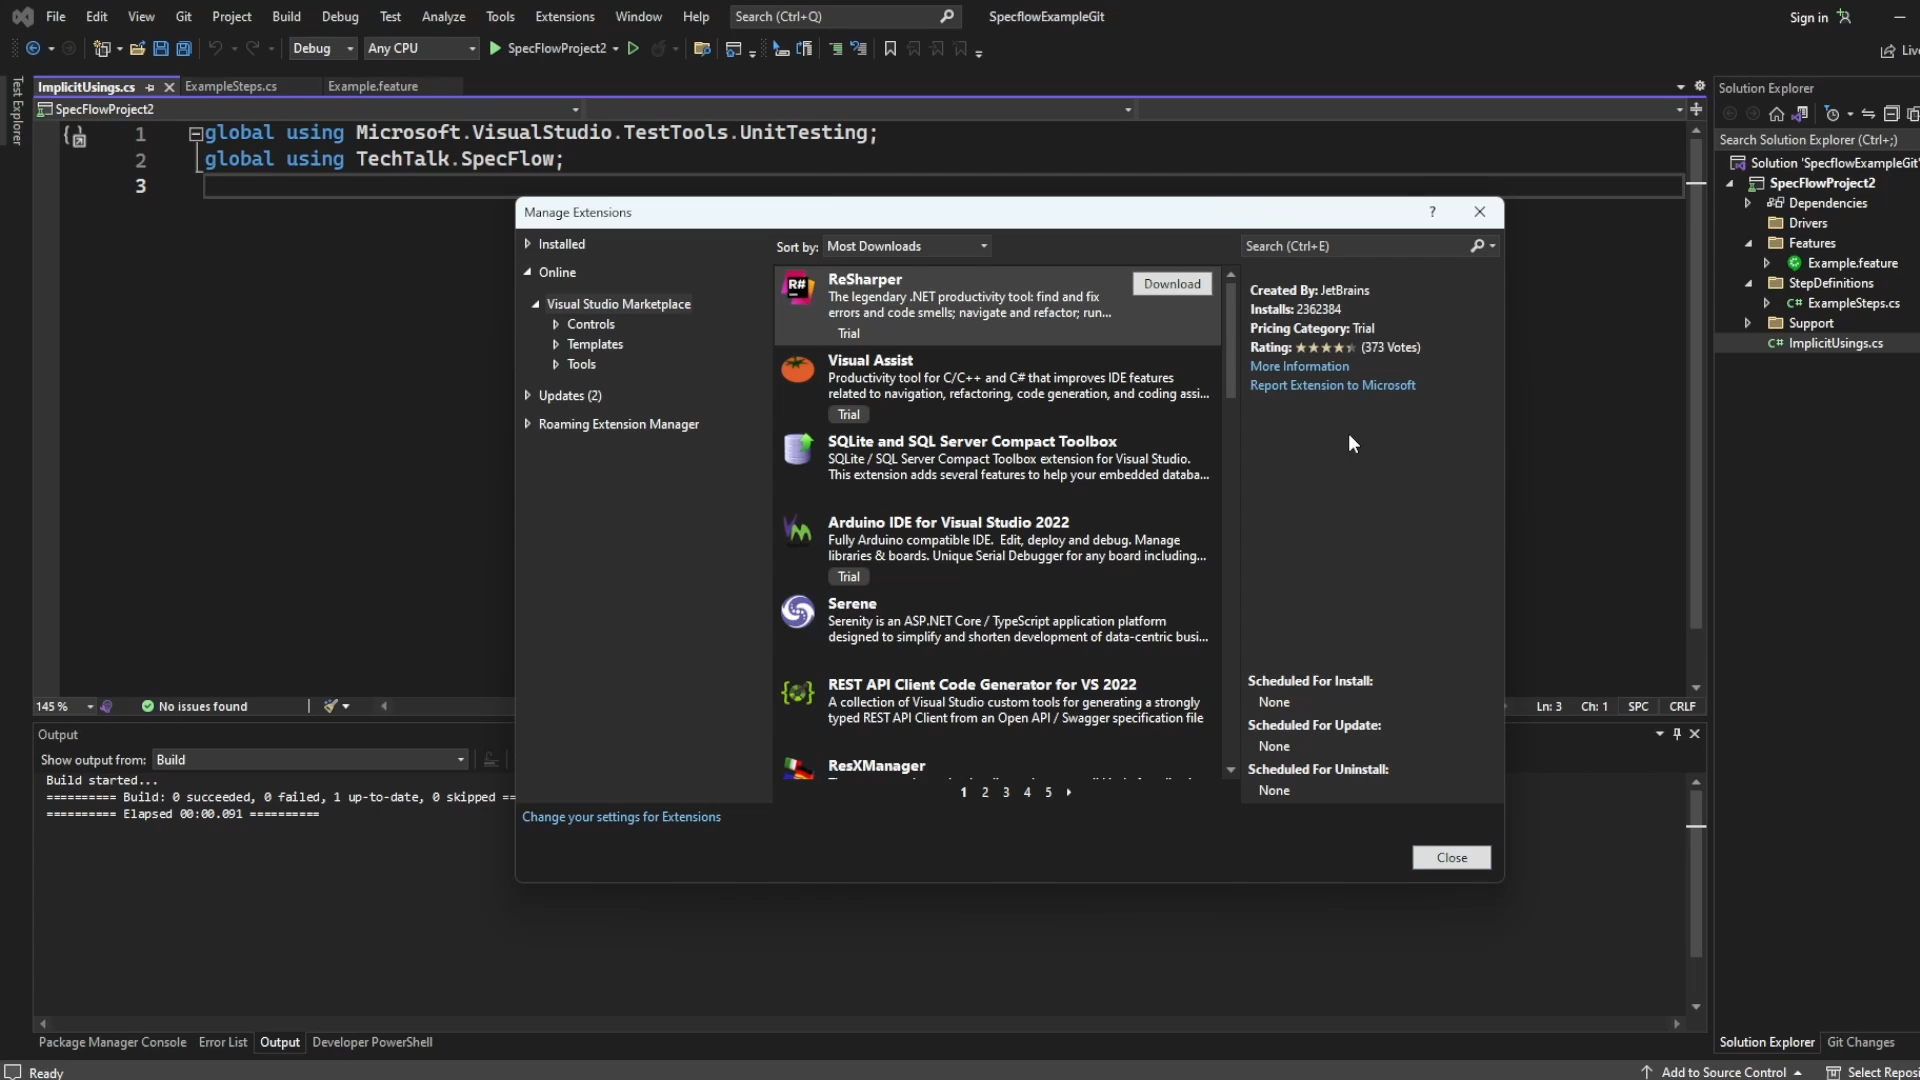 File Edit View Git Project Build Debug Test Analyze Tools Extensions Window Help Search (Ctrl+Q) SpecflowExampleGit Sign in
Debug Any CPU SpecFlowProject2 Live
Test Explorer
ImplicitUsings.cs ExampleSteps.cs Example.feature
SpecFlowProject2
1 global using Microsoft.VisualStudio.TestTools.UnitTesting;
2 global using TechTalk.SpecFlow;
3
Manage Extensions ?
Installed
Online
Visual Studio Marketplace
Controls
Templates
Tools
Updates (2)
Roaming Extension Manager
Sort by: Most Downloads
R#
ReSharper
Download
The legendary .NET productivity tool: find and fix
errors and code smells; navigate and refactor; run...
Trial
Visual Assist
Productivity tool for C/C++ and C# that improves IDE features
related to navigation, refactoring, code generation, and coding assi...
Trial
SQLite and SQL Server Compact Toolbox
SQLite / SQL Server Compact Toolbox extension for Visual Studio.
This extension adds several features to help your embedded databa...
Arduino IDE for Visual Studio 2022
Fully Arduino compatible IDE. Edit, deploy and debug. Manage
libraries & boards. Unique Serial Debugger for any board including...
Trial
Serene
Serenity is an ASP.NET Core / TypeScript application platform
designed to simplify and shorten development of data-centric busi...
REST API Client Code Generator for VS 2022
A collection of Visual Studio custom tools for generating a strongly
typed REST API Client from an Open API / Swagger specification file
ResXManager
1 2 3 4 5
Search (Ctrl+E)
Created By: JetBrains
Installs: 2362384
Pricing Category: Trial
Rating: (373 Votes)
More Information
Report Extension to Microsoft
Scheduled For Install:
None
Scheduled For Update:
None
Scheduled For Uninstall:
None
Change your settings for Extensions
Close
145 % No issues found Ln: 3 Ch: 1 SPC CRLF
Output
Show output from: Build
Build started...
========== Build: 0 succeeded, 0 failed, 1 up-to-date, 0 skipped ==
========== Elapsed 00:00.091 ==========
Package Manager Console Error List Output Developer PowerShell
Solution Explorer
Search Solution Explorer (Ctrl+;)
Solution 'SpecflowExampleGit'
SpecFlowProject2
Dependencies
Drivers
Features
Example.feature
StepDefinitions
C# ExampleSteps.cs
Support
C# ImplicitUsings.cs
Solution Explorer Git Changes
Ready Add to Source Control Select Reposi